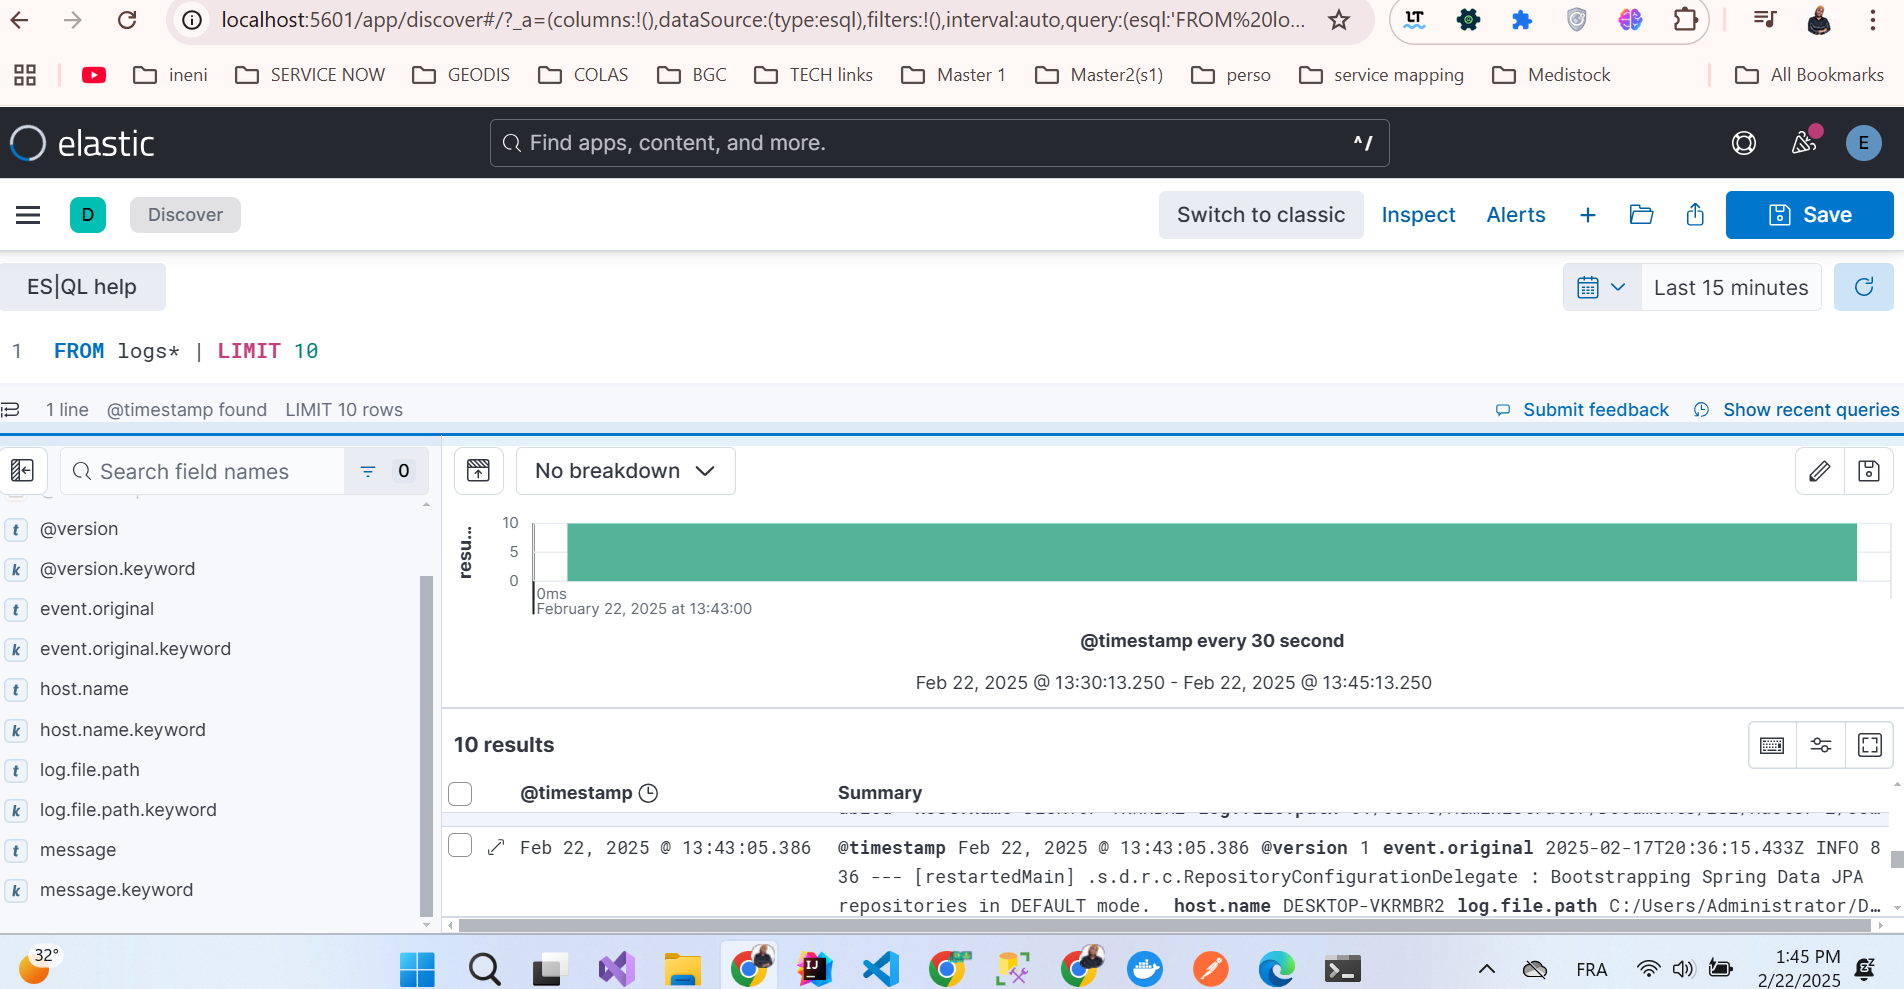 localhost:5601/app/discover#/?_a=(columns:!(),dataSource:(type:esql),filters:!(),interval:auto,query:(esql:'FROM%20lo...
LT
ineni
SERVICE NOW
GEODIS
COLAS
BGC
TECH links
Master 1
Master2(s1)
perso
service mapping
Medistock
All Bookmarks
elastic
Find apps, content, and more.
^/
E
D
Discover
Switch to classic
Inspect
Alerts
Save
ES|QL help
Last 15 minutes
1 FROM logs* | LIMIT 10
1 line @timestamp found LIMIT 10 rows
Submit feedback
Show recent queries
Search field names
0
No breakdown
t @version
k @version.keyword
t event.original
k event.original.keyword
t host.name
k host.name.keyword
t log.file.path
k log.file.path.keyword
t message
k message.keyword
resu...
10
5
0
0ms
February 22, 2025 at 13:43:00
@timestamp every 30 second
Feb 22, 2025 @ 13:30:13.250 - Feb 22, 2025 @ 13:45:13.250
10 results
@timestamp
Summary
Feb 22, 2025 @ 13:43:05.386
@timestamp Feb 22, 2025 @ 13:43:05.386 @version 1 event.original 2025-02-17T20:36:15.433Z INFO 8
36 --- [restartedMain] .s.d.r.c.RepositoryConfigurationDelegate : Bootstrapping Spring Data JPA
repositories in DEFAULT mode. host.name DESKTOP-VKRMBR2 log.file.path C:/Users/Administrator/D...
32°
IJ
FRA
1:45 PM
2/22/2025